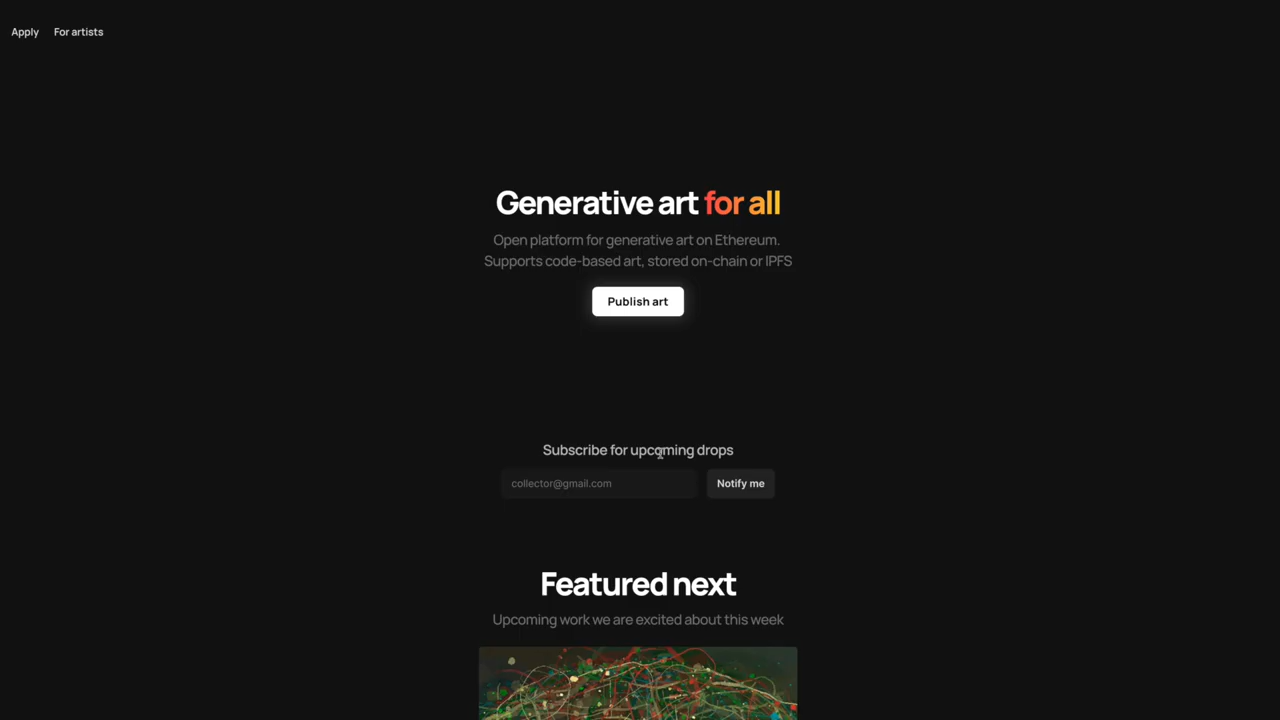 Apply
For artists
Generative art for all
Open platform for generative art on Ethereum.
Supports code-based art, stored on-chain or IPFS
Publish art
Subscribe for upcoming drops
collector@gmail.com
Notify me
Featured next
Upcoming work we are excited about this week